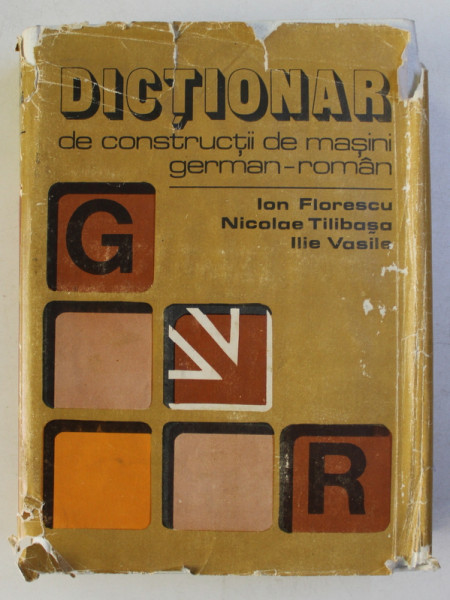 DICȚIONAR
de construcții de mașini
german-român
Ion Florescu
Nicolae Tilibașa
Ilie Vasile
G
R